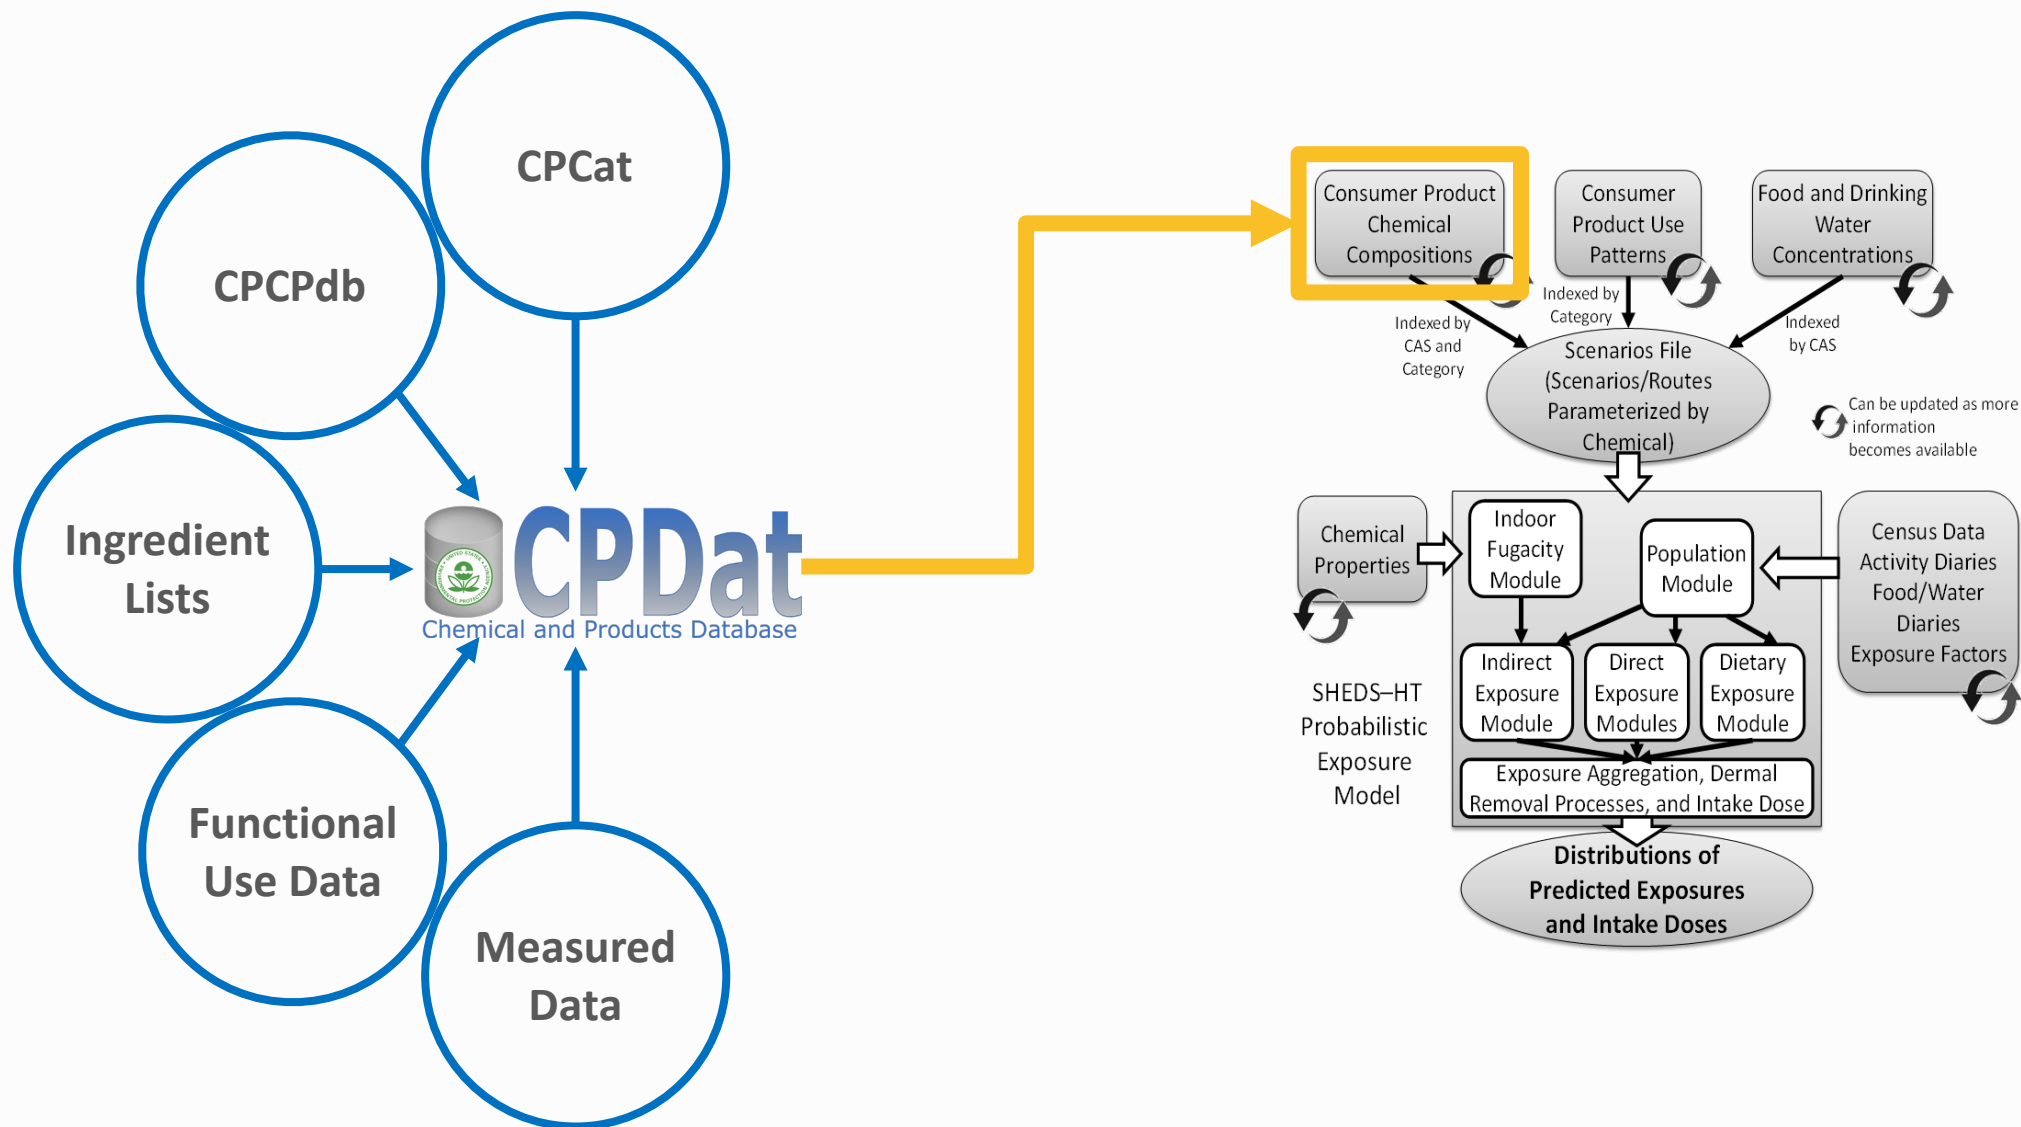 CPCat
CPCPdb
Ingredient
Lists
Functional
Use Data
Measured
Data
CPDat
Chemical and Products Database
Consumer Product
Chemical
Compositions
Consumer
Product Use
Patterns
Food and Drinking
Water
Concentrations
Indexed by
CAS and
Category
Indexed by
Category
Indexed
by CAS
Scenarios File
(Scenarios/Routes
Parameterized by
Chemical)
Can be updated as more
information
becomes available
Chemical
Properties
Indoor
Fugacity
Module
Population
Module
Census Data
Activity Diaries
Food/Water
Diaries
Exposure Factors
Indirect
Exposure
Module
Direct
Exposure
Modules
Dietary
Exposure
Module
SHEDS–HT
Probabilistic
Exposure
Model
Exposure Aggregation, Dermal
Removal Processes, and Intake Dose
Distributions of
Predicted Exposures
and Intake Doses